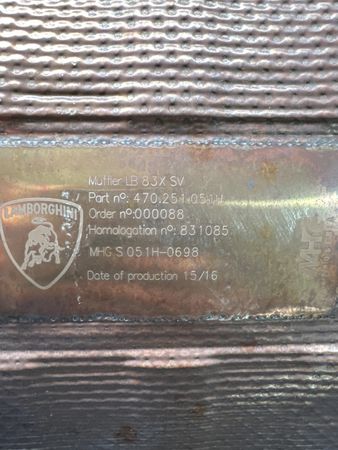 LAMBORGHINI
Muffler LB 83X SV
Part nº: 470.251.051H
Order nº:000088
Homologation nº: 831085
MHG S 051H-0698
Date of production 15/16